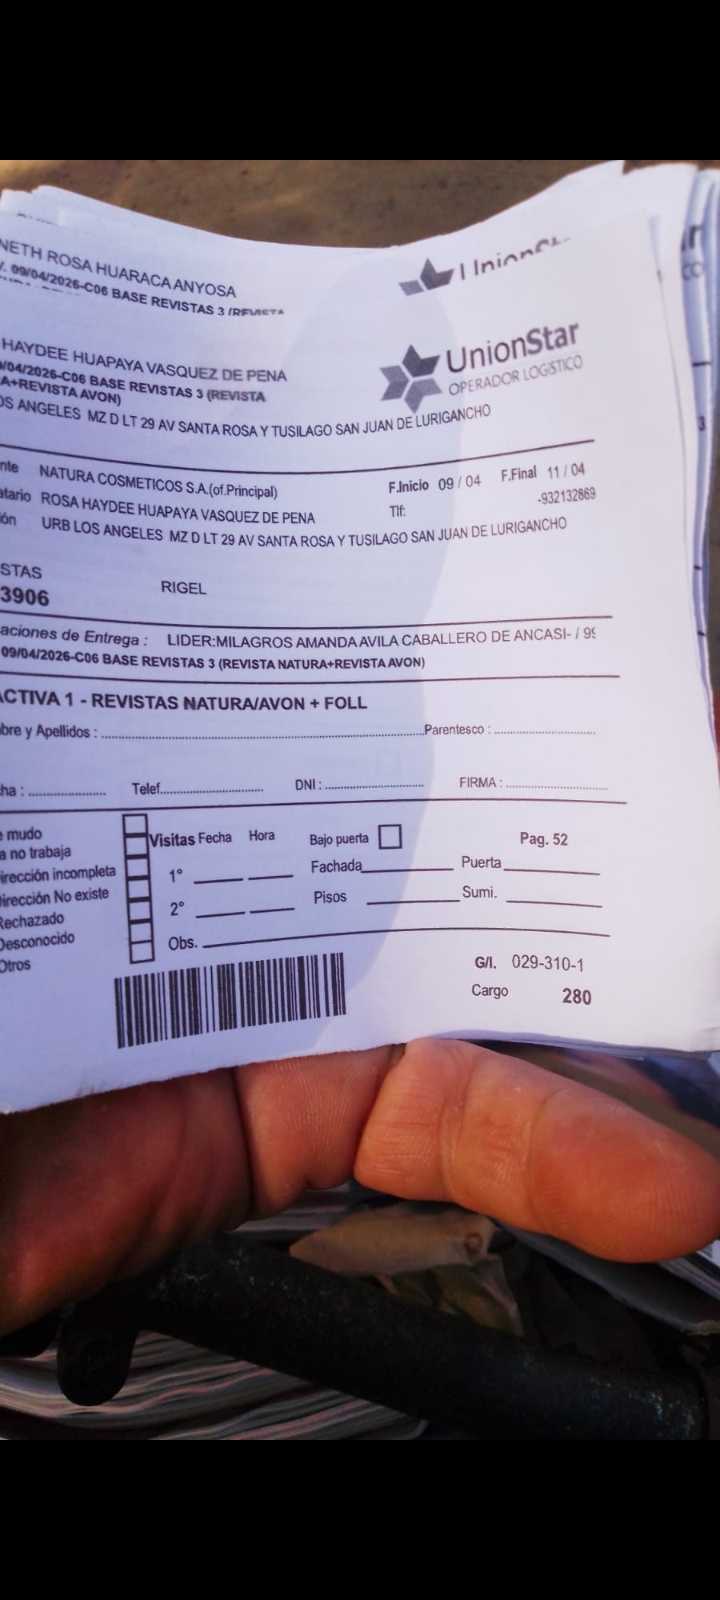 NETH ROSA HUARACA ANYOSA
09/04/2026-C06 BASE REVISTAS 3 (REVISTA
UnionStar
HAYDEE HUAPAYA VASQUEZ DE PENA
/04/2026-C06 BASE REVISTAS 3 (REVISTA
A+REVISTA AVON)
UnionStar
OPERADOR LOGíSTICO
OS ANGELES MZ D LT 29 AV SANTA ROSA Y TUSILAGO SAN JUAN DE LURIGANCHO
nte NATURA COSMETICOS S.A.(of.Principal) F.Inicio 09 / 04 F.Final 11 / 04
atario ROSA HAYDEE HUAPAYA VASQUEZ DE PENA Tlf: -932132869
ón URB LOS ANGELES MZ D LT 29 AV SANTA ROSA Y TUSILAGO SAN JUAN DE LURIGANCHO
STAS RIGEL
3906
aciones de Entrega : LIDER:MILAGROS AMANDA AVILA CABALLERO DE ANCASI- / 99
09/04/2026-C06 BASE REVISTAS 3 (REVISTA NATURA+REVISTA AVON)
ACTIVA 1 - REVISTAS NATURA/AVON + FOLL
bre y Apellidos : Parentesco :
ha : Telef. DNI : FIRMA :
e mudo
a no trabaja
irección incompleta
irección No existe
Rechazado
Desconocido
Otros
Visitas Fecha Hora Bajo puerta Pag. 52
1° Fachada Puerta
2° Pisos Sumi.
Obs.
G/I. 029-310-1
Cargo 280